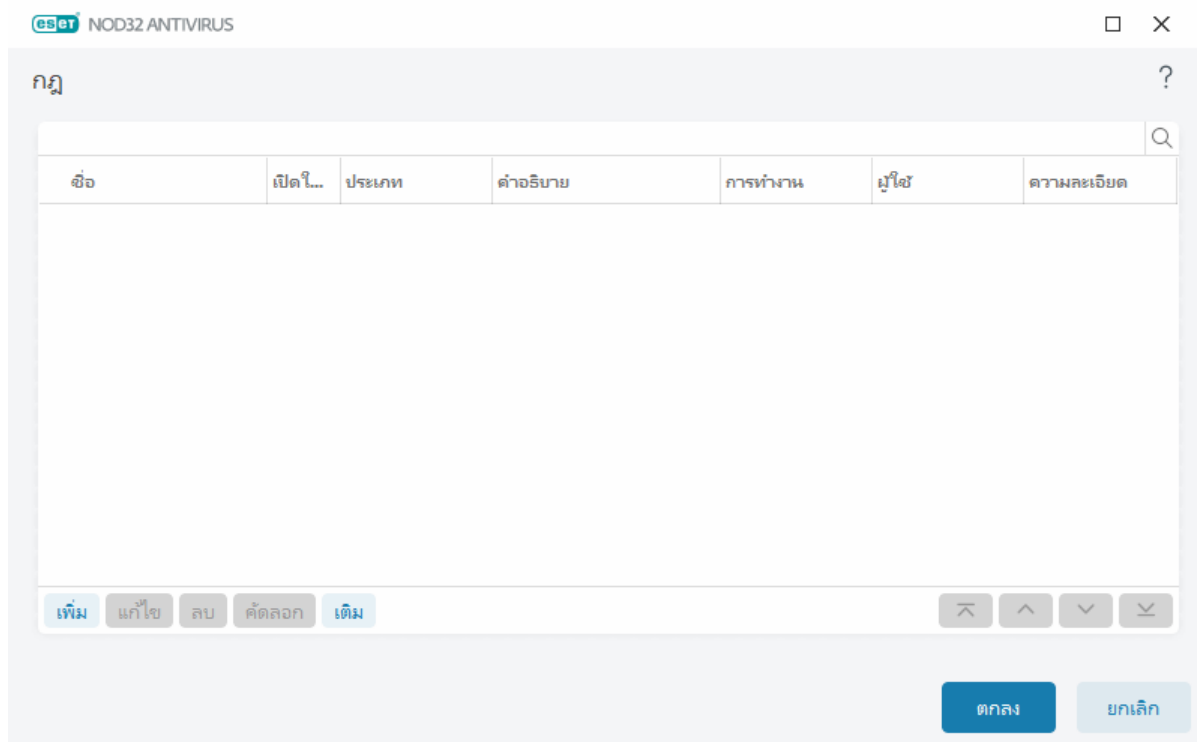 eseT NOD32 ANTIVIRUS
กฎ
?
ชื่อ เปิดใ... ประเภท คำอธิบาย การทำงาน ผู้ใช้ ความละเอียด
เพิ่ม แก้ไข ลบ คัดลอก เติม
ตกลง ยกเลิก